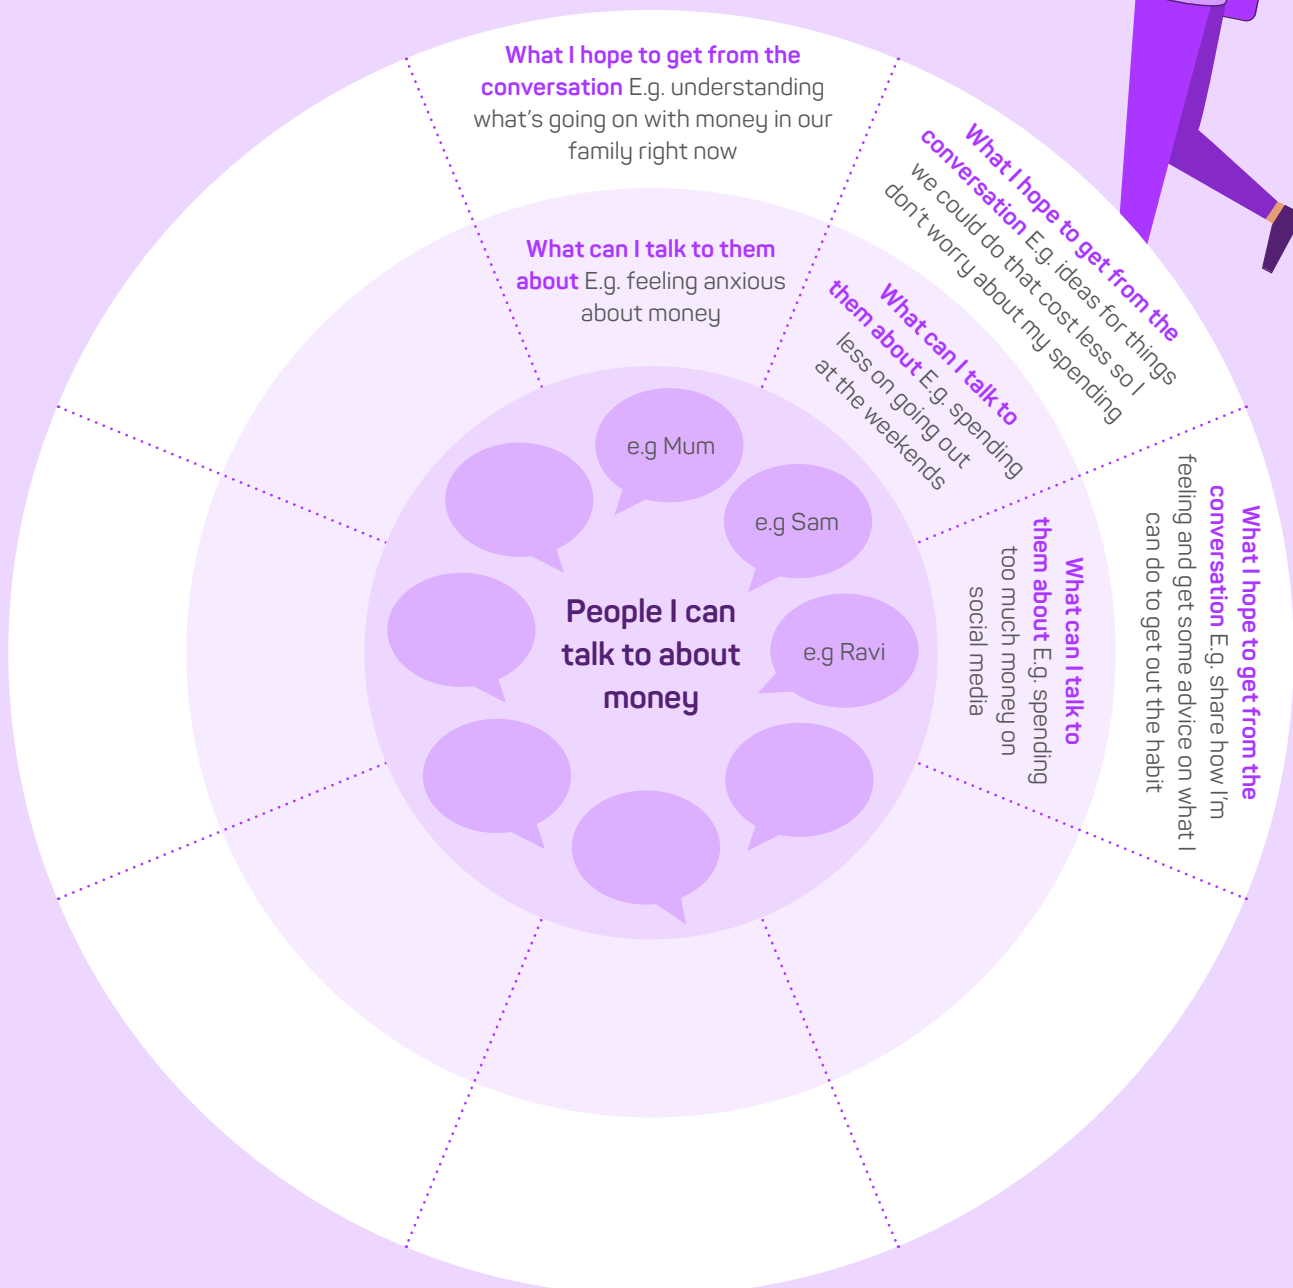 What I hope to get from the
conversation E.g. understanding
what's going on with money in our
family right now
What can I talk to them
about E.g. feeling anxious
about money
What I hope to get from the
conversation E.g. ideas for things
we could do that cost less so I
don't worry about my spending
What can I talk to
them about E.g. spending
less on going out
at the weekends
What I hope to get from the
conversation E.g. share how I'm
feeling and get some advice on what I
can do to get out the habit
What can I talk to
them about E.g. spending
too much money on
social media
e.g Mum
e.g Sam
e.g Ravi
People I can
talk to about
money